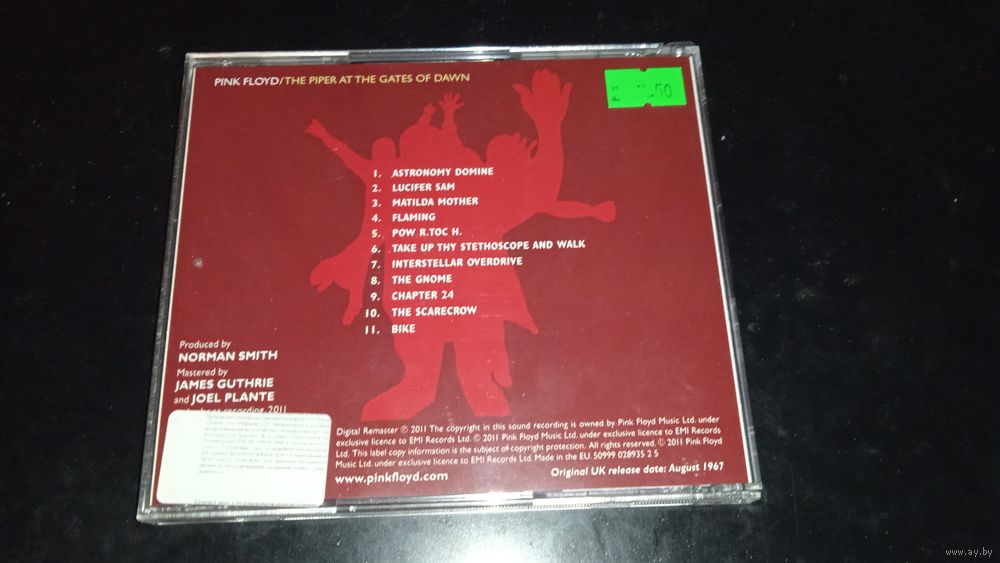 PINK FLOYD/THE PIPER AT THE GATES OF DAWN
1. ASTRONOMY DOMINE
2. LUCIFER SAM
3. MATILDA MOTHER
4. FLAMING
5. POW R.TOC H.
6. TAKE UP THY STETHOSCOPE AND WALK
7. INTERSTELLAR OVERDRIVE
8. THE GNOME
9. CHAPTER 24
10. THE SCARECROW
11. BIKE
Produced by
NORMAN SMITH
Mastered by
JAMES GUTHRIE
and JOEL PLANTE
recording, 2011
Digital Remaster ℗ 2011 The copyright in this sound recording is owned by Pink Floyd Music Ltd. under
exclusive licence to EMI Records Ltd. © 2011 Pink Floyd Music Ltd. under exclusive licence to EMI Records
Ltd. This label copy information is the subject of copyright protection. All rights reserved. © 2011 Pink Floyd
Music Ltd. under exclusive licence to EMI Records Ltd. Made in the EU. 50999 028935 2 5
www.pinkfloyd.com
Original UK release date: August 1967
www.ay.by